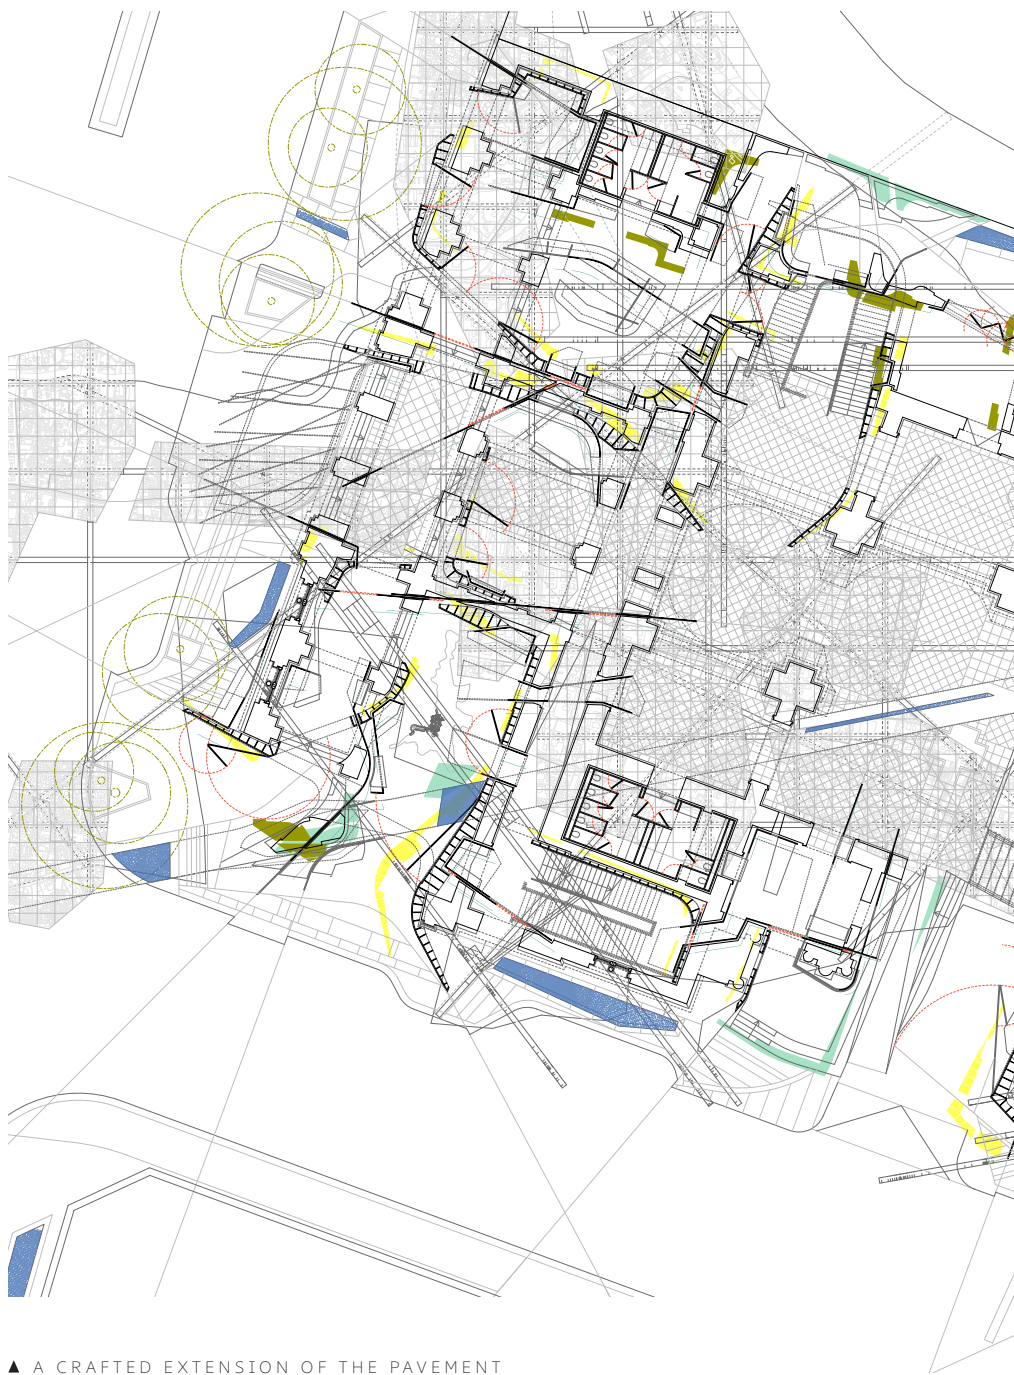 ▲ A CRAFTED EXTENSION OF THE PAVEMENT